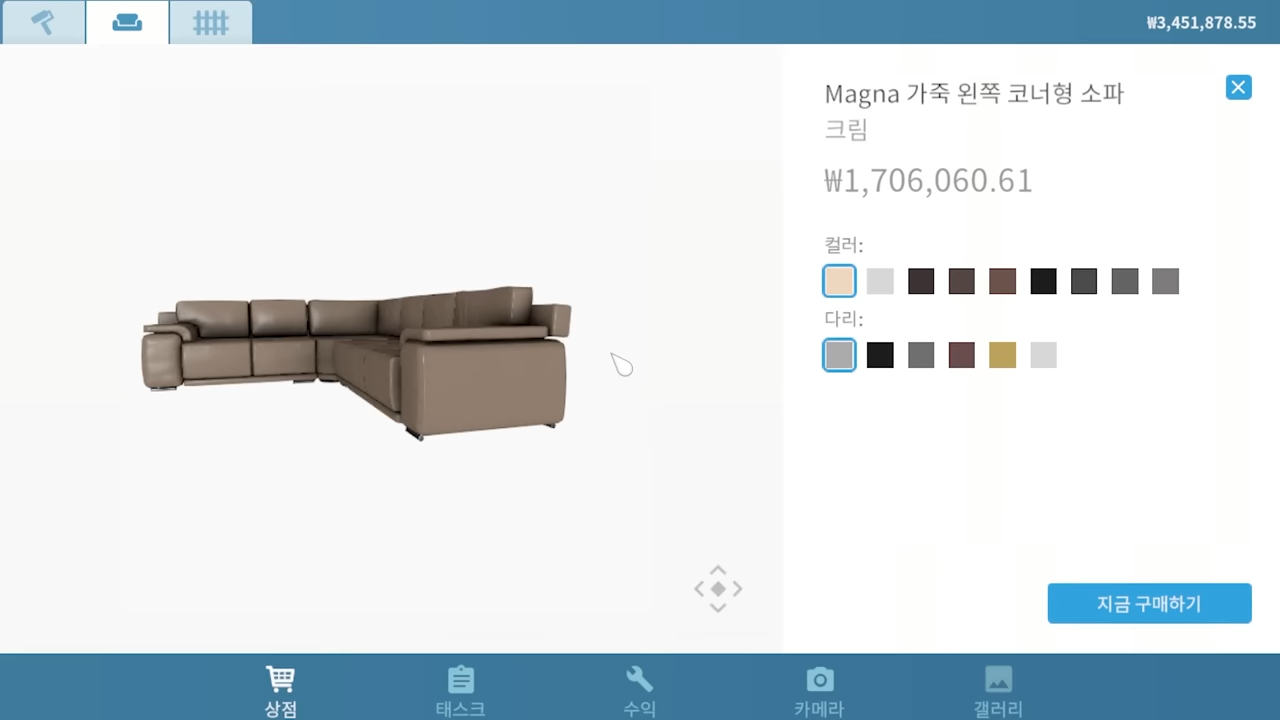 ₩3,451,878.55
Magna 가죽 왼쪽 코너형 소파
크림
₩1,706,060.61
컬러:
다리:
지금 구매하기
상점
태스크
수익
카메라
갤러리